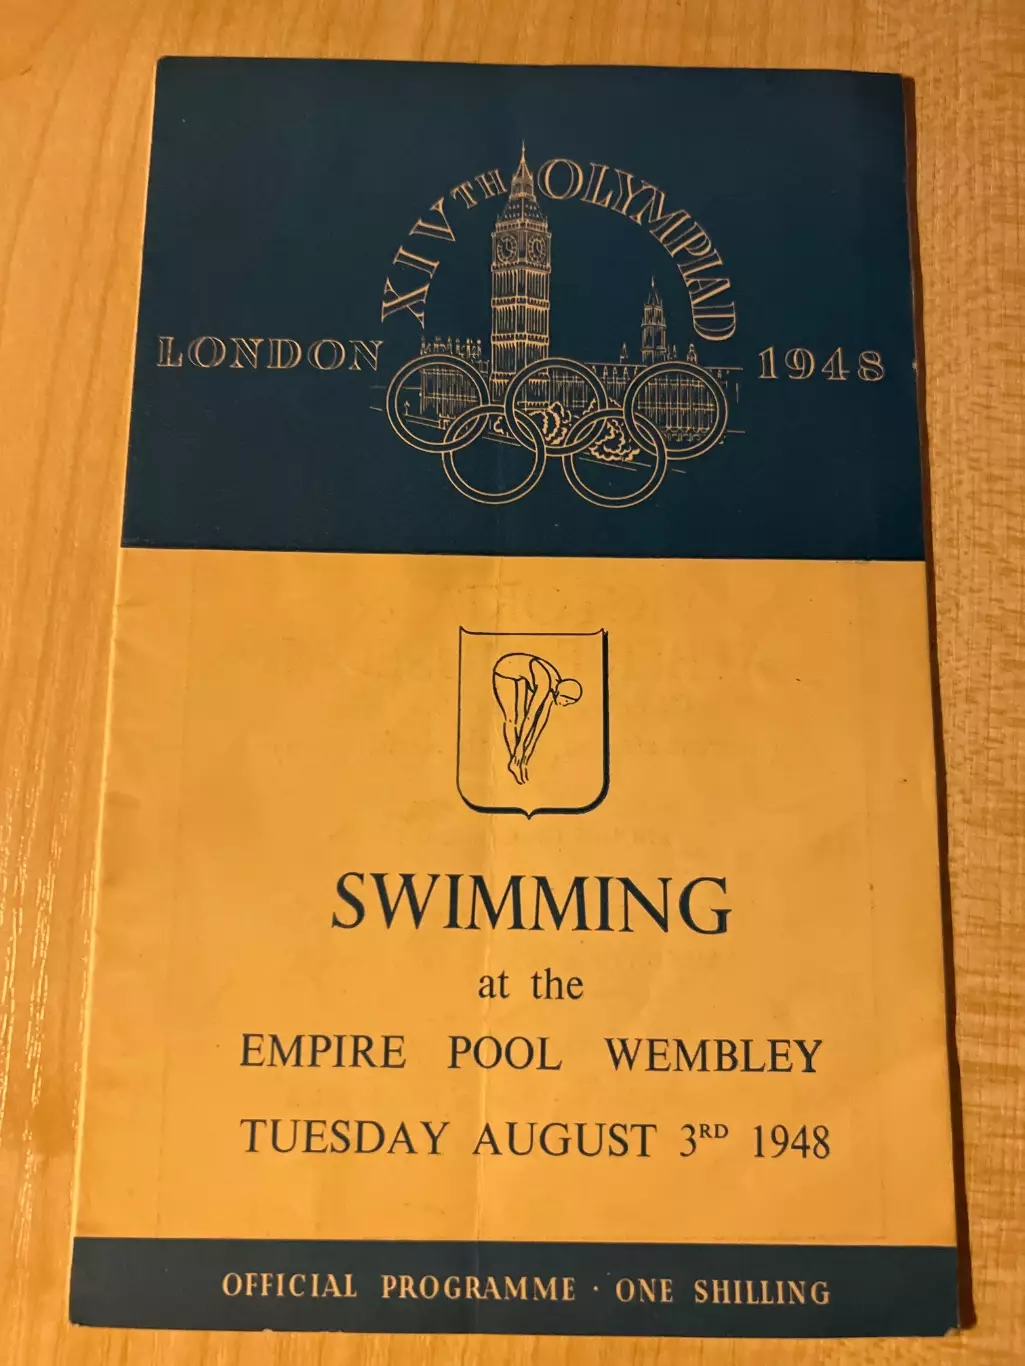 XIVTH OLYMPIAD
LONDON 1948
SWIMMING
at the
EMPIRE POOL WEMBLEY
TUESDAY AUGUST 3RD 1948
OFFICIAL PROGRAMME · ONE SHILLING